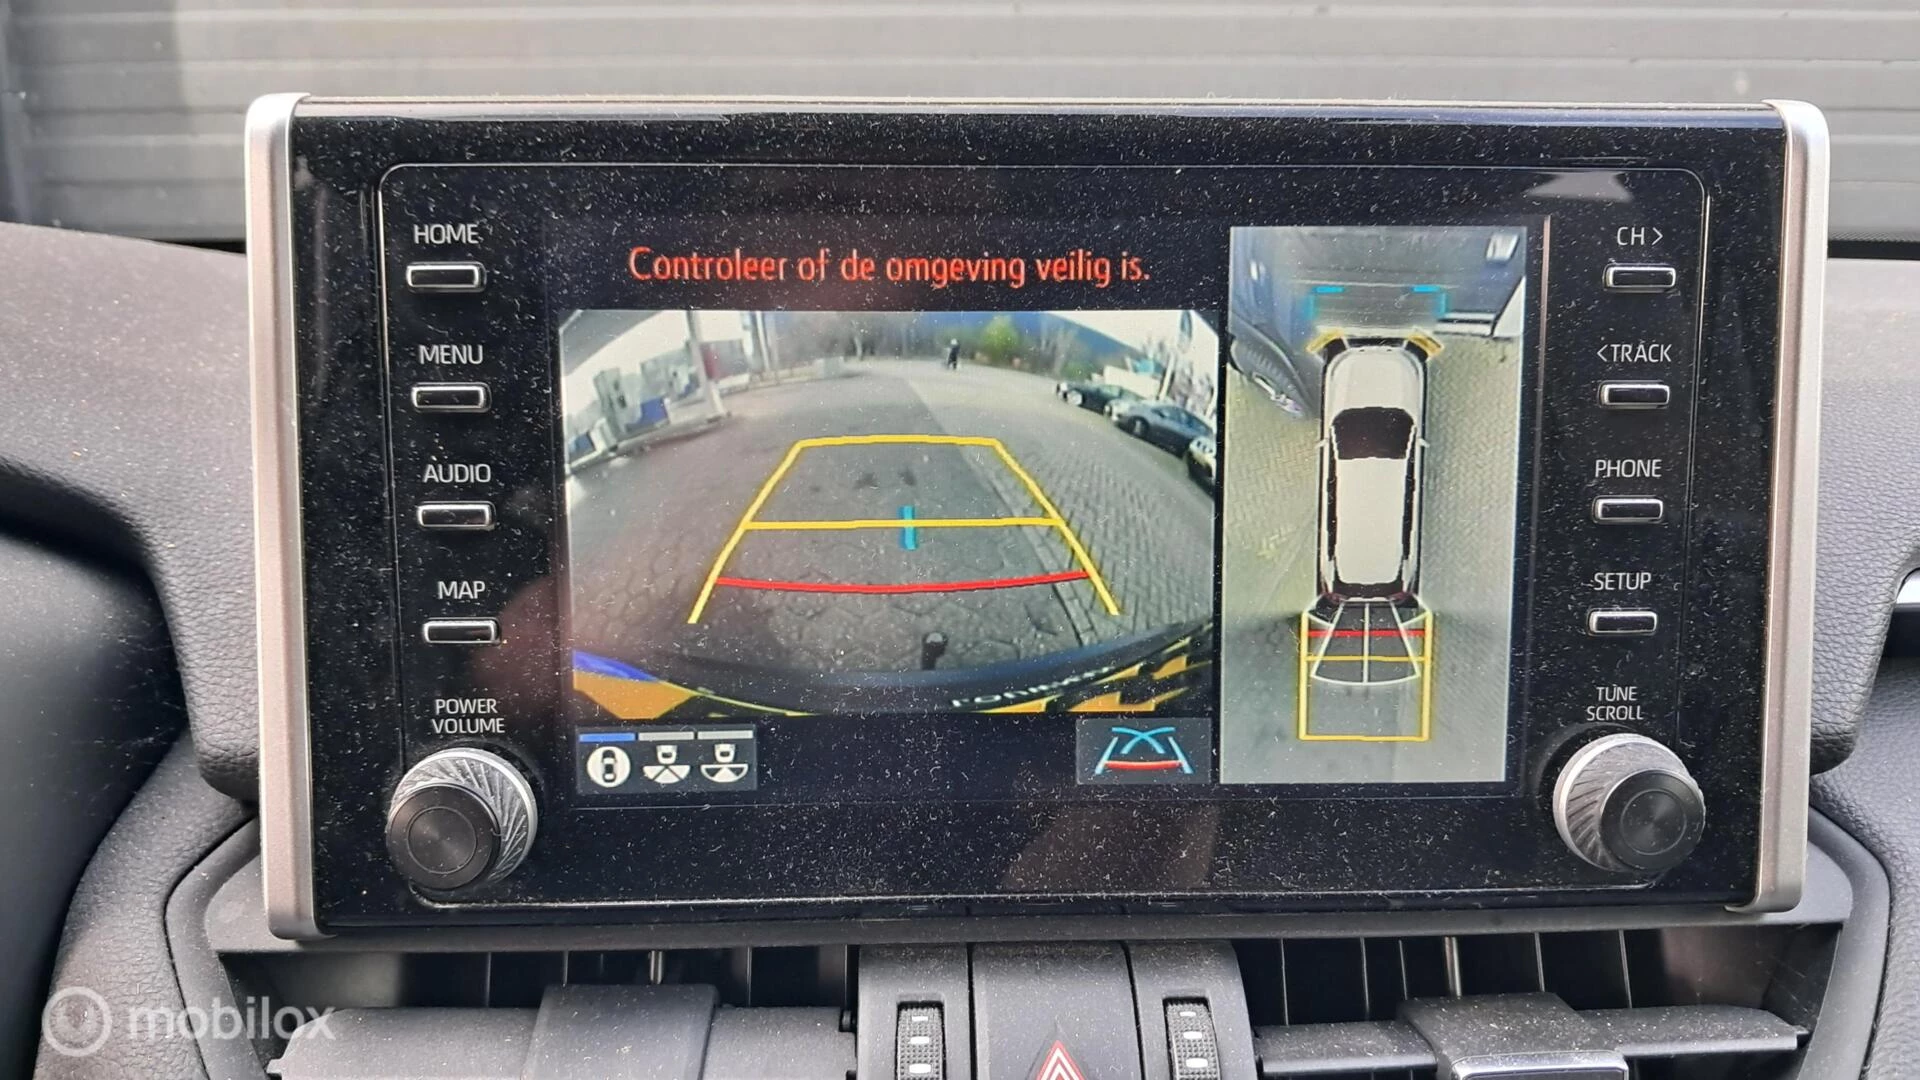 HOME
MENU
AUDIO
MAP
POWER
VOLUME
Controleer of de omgeving veilig is.
CH >
< TRACK
PHONE
SETUP
TUNE
SCROLL
mobilox